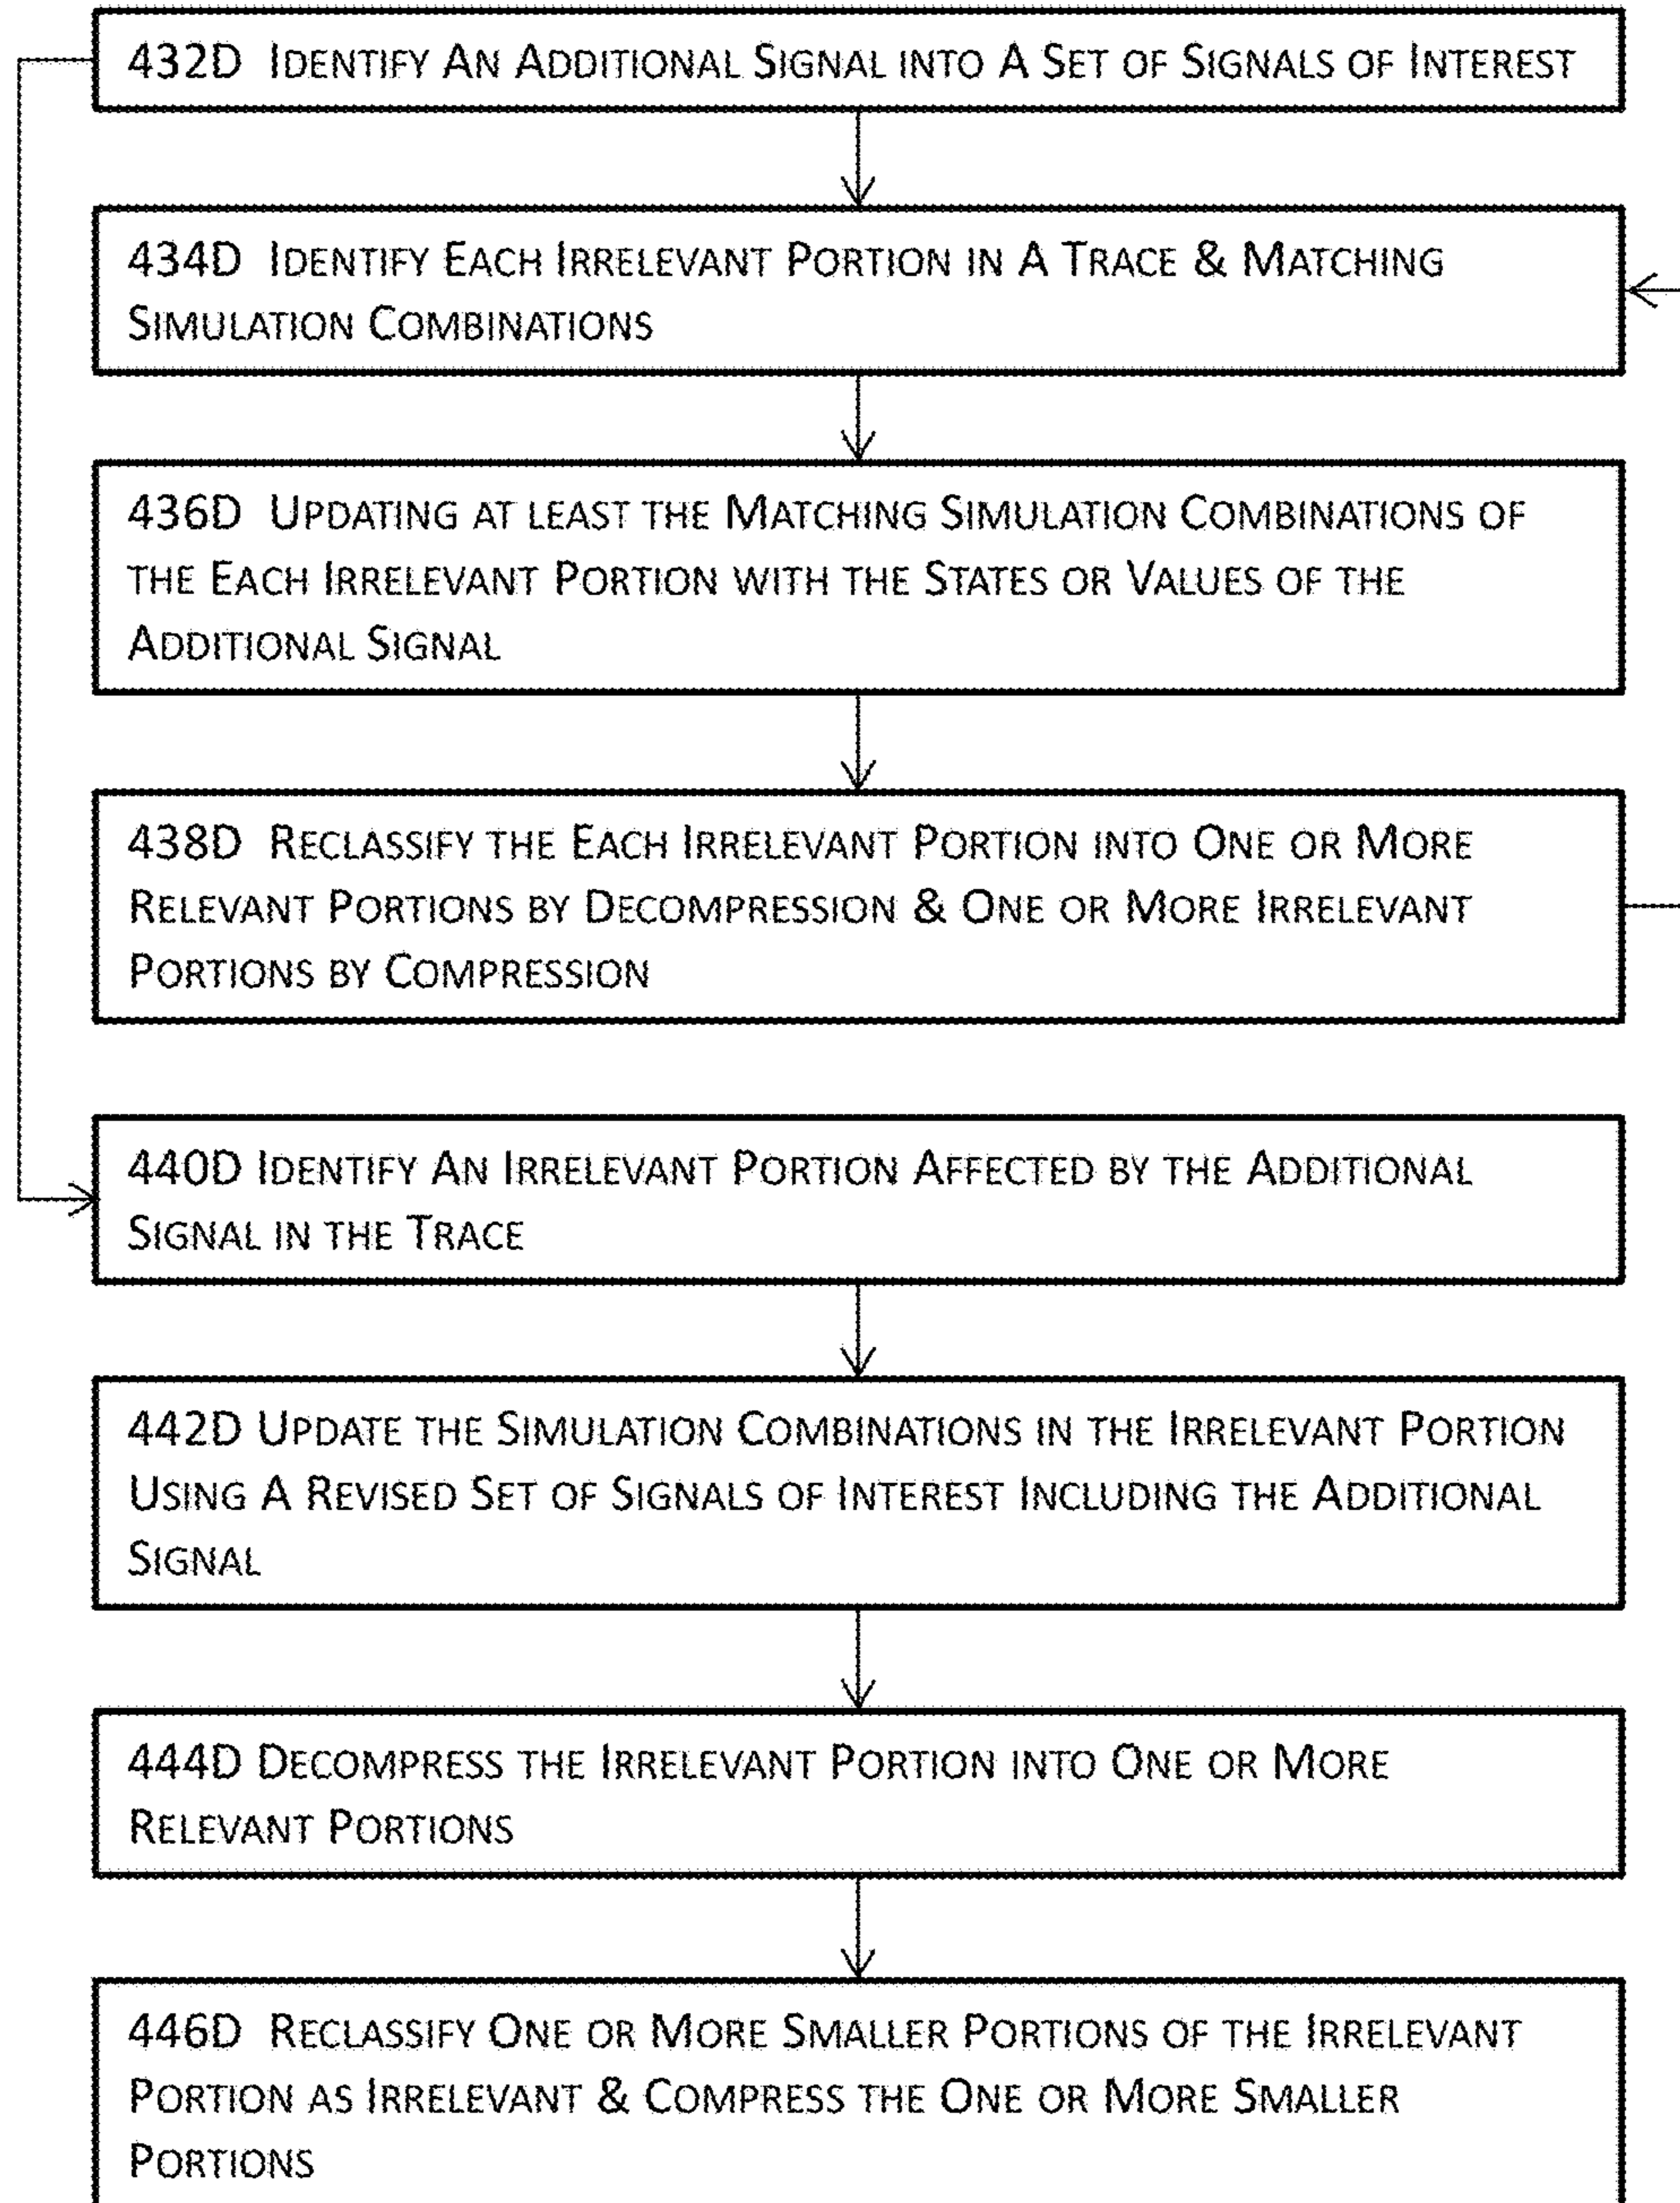 432D IDENTIFY AN ADDITIONAL SIGNAL INTO A SET OF SIGNALS OF INTEREST
434D IDENTIFY EACH IRRELEVANT PORTION IN A TRACE & MATCHING
SIMULATION COMBINATIONS
436D UPDATING AT LEAST THE MATCHING SIMULATION COMBINATIONS OF
THE EACH IRRELEVANT PORTION WITH THE STATES OR VALUES OF THE
ADDITIONAL SIGNAL
438D RECLASSIFY THE EACH IRRELEVANT PORTION INTO ONE OR MORE
RELEVANT PORTIONS BY DECOMPRESSION & ONE OR MORE IRRELEVANT
PORTIONS BY COMPRESSION
440D IDENTIFY AN IRRELEVANT PORTION AFFECTED BY THE ADDITIONAL
SIGNAL IN THE TRACE
442D UPDATE THE SIMULATION COMBINATIONS IN THE IRRELEVANT PORTION
USING A REVISED SET OF SIGNALS OF INTEREST INCLUDING THE ADDITIONAL
SIGNAL
444D DECOMPRESS THE IRRELEVANT PORTION INTO ONE OR MORE
RELEVANT PORTIONS
446D RECLASSIFY ONE OR MORE SMALLER PORTIONS OF THE IRRELEVANT
PORTION AS IRRELEVANT & COMPRESS THE ONE OR MORE SMALLER
PORTIONS